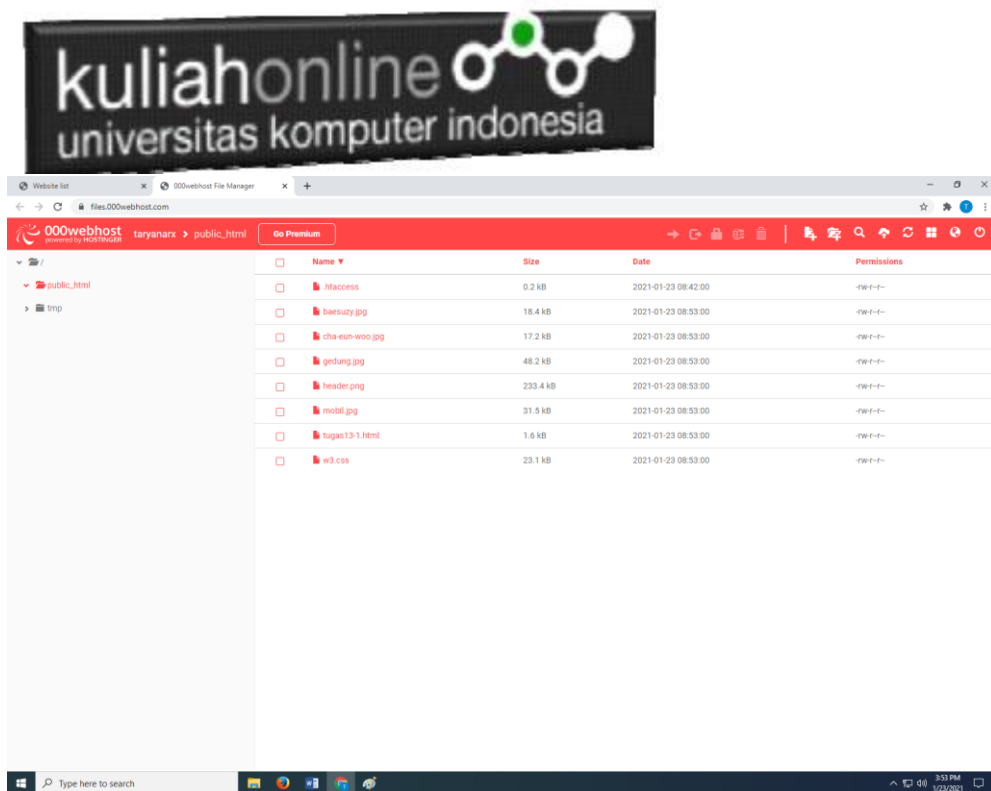 kuliahonline
universitas komputer indonesia
Website list
000webhost File Manager
files.000webhost.com
T
000webhost
powered by HOSTINGER
taryanarx > public_html
Go Premium
/
public_html
tmp
Name ▼ Size Date Permissions
.htaccess 0.2 kB 2021-01-23 08:42:00 -rw-r--r--
baesuzy.jpg 18.4 kB 2021-01-23 08:53:00 -rw-r--r--
cha-eun-woo.jpg 17.2 kB 2021-01-23 08:53:00 -rw-r--r--
gedung.jpg 48.2 kB 2021-01-23 08:53:00 -rw-r--r--
header.png 233.4 kB 2021-01-23 08:53:00 -rw-r--r--
mobil.jpg 31.5 kB 2021-01-23 08:53:00 -rw-r--r--
tugas13-1.html 1.6 kB 2021-01-23 08:53:00 -rw-r--r--
w3.css 23.1 kB 2021-01-23 08:53:00 -rw-r--r--
Type here to search
3:53 PM
1/23/2021